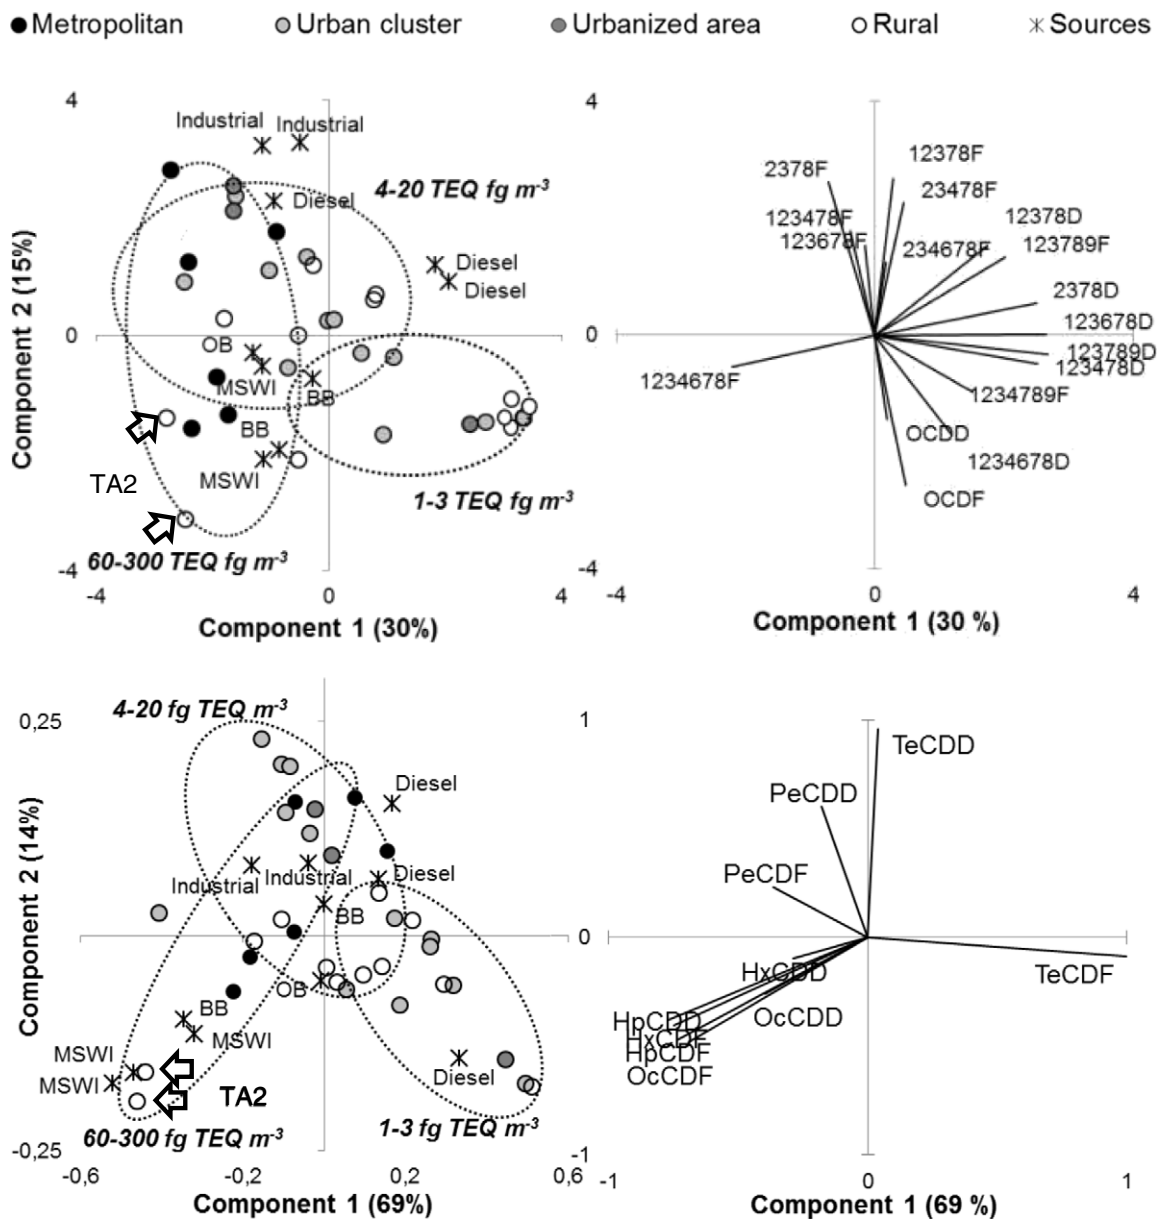 Metropolitan Urban cluster Urbanized area Rural Sources
4 4
Industrial Industrial
Diesel
4-20 TEQ fg m-3
Diesel
Diesel
2378F 12378F
23478F
123478F 12378D
123678F 234678F 123789F
2378D
123678D
123789D
123478D
1234678F 1234789F
OCDD
1234678D
OCDF
Component 2 (15%)
0 0
OB
MSWI
BB
BB
MSWI
TA2
1-3 TEQ fg m-3
60-300 TEQ fg m-3
-4 -4
-4 0 4 -4 0 4
Component 1 (30%) Component 1 (30 %)
4-20 fg TEQ m-3
0,25 1
Diesel
Industrial Industrial Diesel
BB
OB
BB
MSWI
MSWI
MSWI
TA2
Diesel
60-300 fg TEQ m-3 1-3 fg TEQ m-3
Component 2 (14%)
0
-0,25 -1
-0,6 -0,2 0,2 0,6 -1 0 1
Component 1 (69%) Component 1 (69 %)
TeCDD
PeCDD
PeCDF
TeCDF
HxCDD
OcCDD
HpCDD
HxCDF
HpCDF
OcCDF